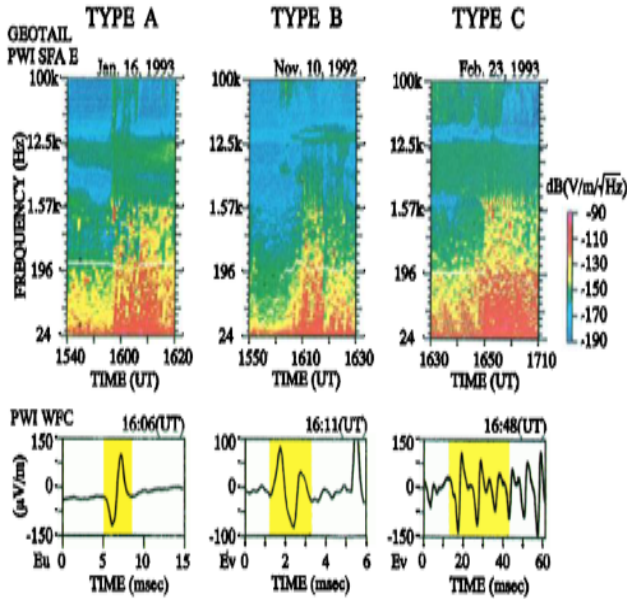 TYPE A TYPE B TYPE C
GEOTAIL
PWI SFA E
Jan. 16, 1993 Nov. 10, 1992 Feb. 23, 1993
100k 100k 100k
12.5k 12.5k 12.5k
dB(V/m/√Hz)
1.57k 1.57k 1.57k
-90
-110
-130
-150
-170
-190
196 196 196
24 24 24
FREQUENCY (Hz)
1540 1600 1620 1550 1610 1630 1630 1650 1710
TIME (UT) TIME (UT) TIME (UT)
PWI WFC
16:06(UT) 16:11(UT) 16:48(UT)
150 100 150
0 0 0
-150 -100 -150
(μV/m)
Eu Ev Ev
0 5 10 15 0 2 4 6 0 10 20 30 40 50 60
TIME (msec) TIME (msec) TIME (msec)